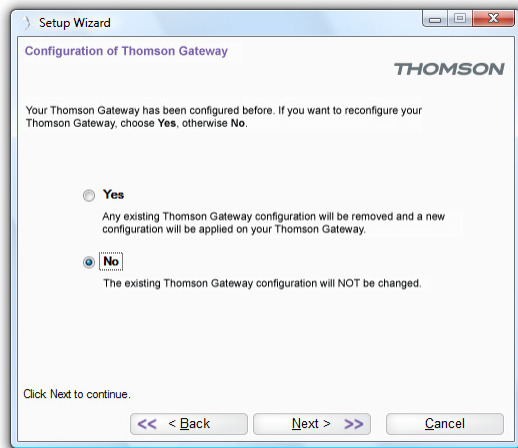 Setup Wizard
Configuration of Thomson Gateway
THOMSON
Your Thomson Gateway has been configured before. If you want to reconfigure your
Thomson Gateway, choose Yes, otherwise No.
Yes
Any existing Thomson Gateway configuration will be removed and a new
configuration will be applied on your Thomson Gateway.
No
The existing Thomson Gateway configuration will NOT be changed.
Click Next to continue.
<< < Back Next > >> Cancel